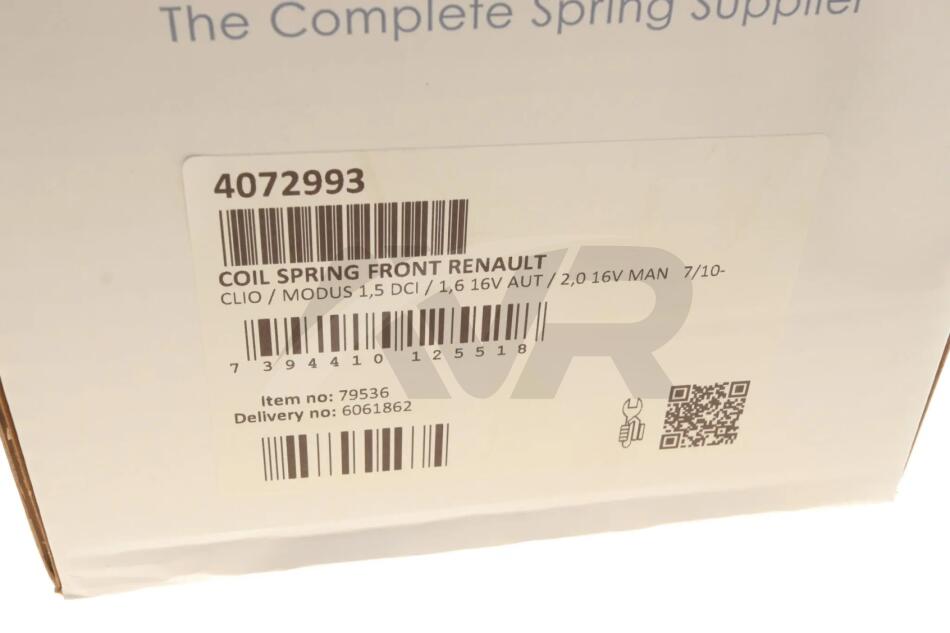 The Complete Spring Supplier
4072993
COIL SPRING FRONT RENAULT
CLIO / MODUS 1,5 DCI / 1,6 16V AUT / 2,0 16V MAN 7/10-
7 394410 125518
Item no: 79536
Delivery no: 6061862